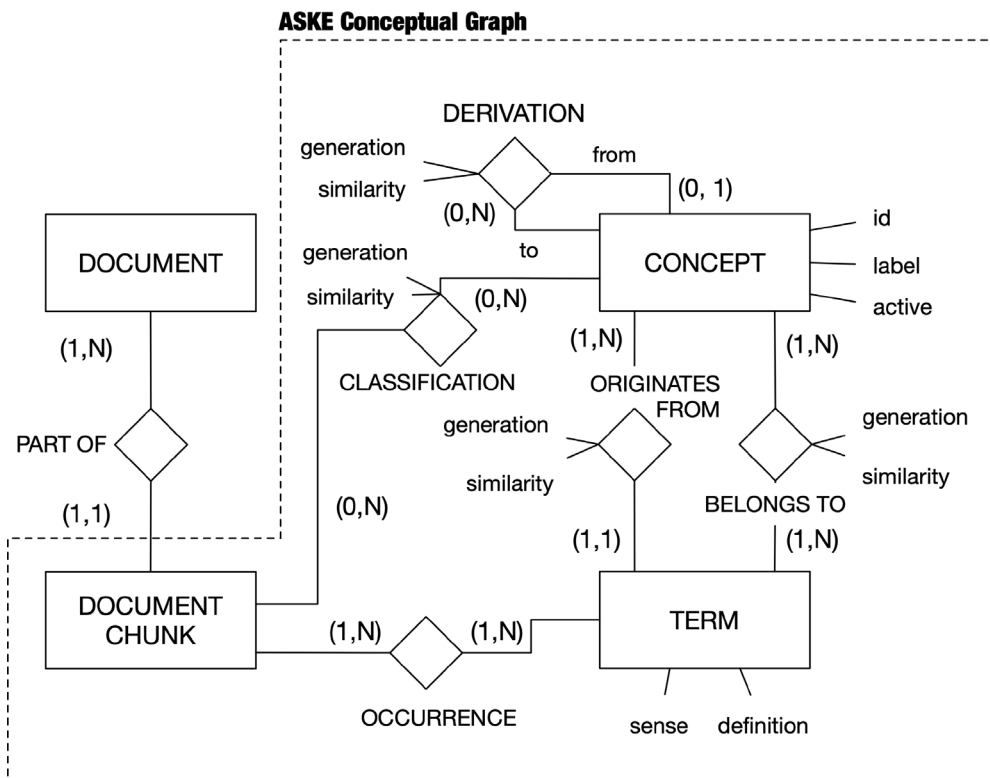 ASKE Conceptual Graph
DERIVATION
generation
similarity
from
(0, 1)
(0,N)
to
DOCUMENT
CONCEPT
id
label
active
generation
similarity
(0,N)
CLASSIFICATION
(1,N)
(1,N)
(1,N)
ORIGINATES
FROM
generation
similarity
generation
similarity
PART OF
BELONGS TO
(1,1)
(0,N)
(1,1)
(1,N)
DOCUMENT
CHUNK
TERM
(1,N)
(1,N)
OCCURRENCE
sense
definition